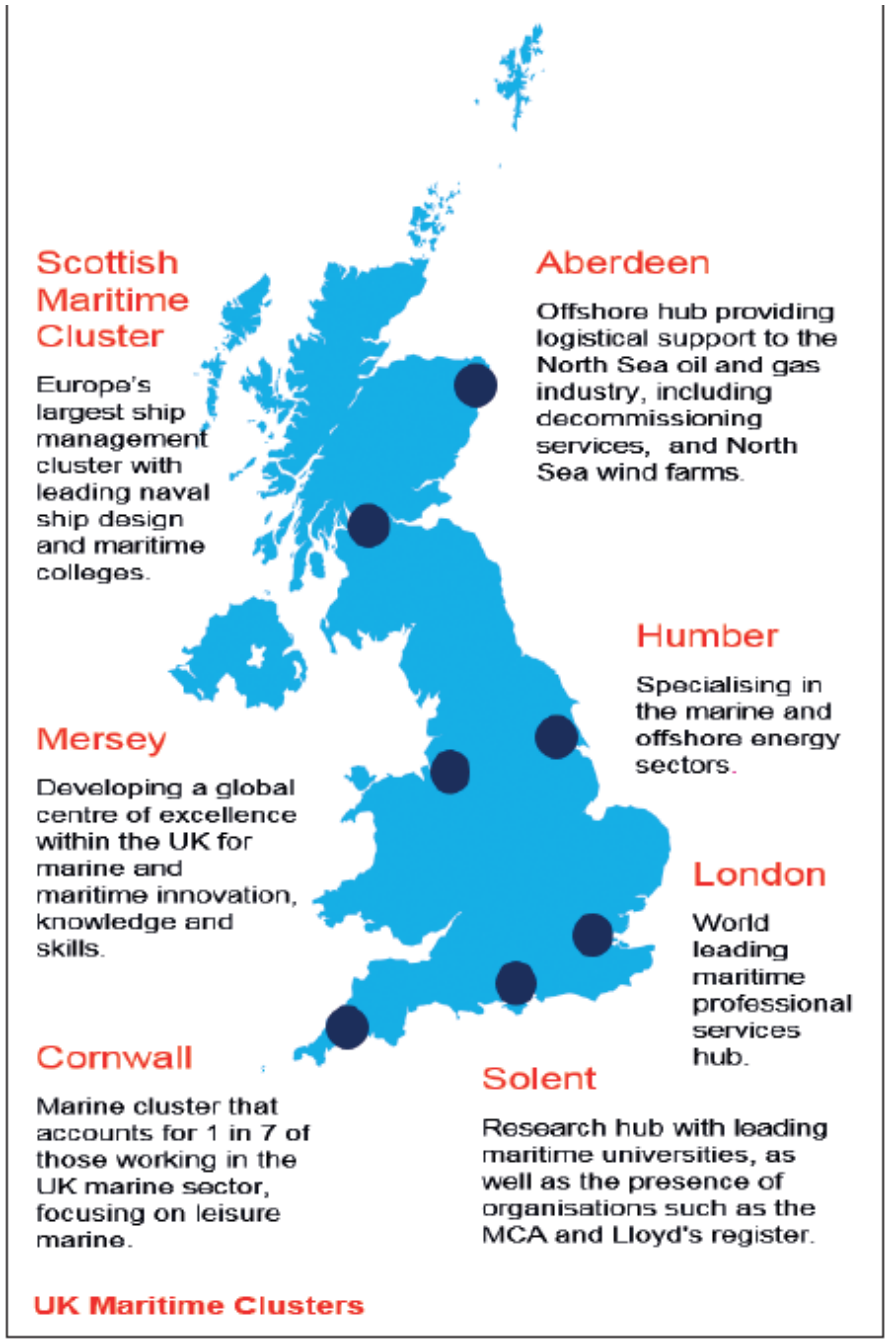 Scottish
Maritime
Cluster
Europe's
largest ship
management
cluster with
leading naval
ship design
and maritime
colleges.
Aberdeen
Offshore hub providing
logistical support to the
North Sea oil and gas
industry, including
decommissioning
services, and North
Sea wind farms.
Humber
Specialising in
the marine and
offshore energy
sectors.
Mersey
Developing a global
centre of excellence
within the UK for
marine and
maritime innovation,
knowledge and
skills.
London
World
leading
maritime
professional
services
hub.
Cornwall
Marine cluster that
accounts for 1 in 7 of
those working in the
UK marine sector,
focusing on leisure
marine.
Solent
Research hub with leading
maritime universities, as
well as the presence of
organisations such as the
MCA and Lloyd's register.
UK Maritime Clusters